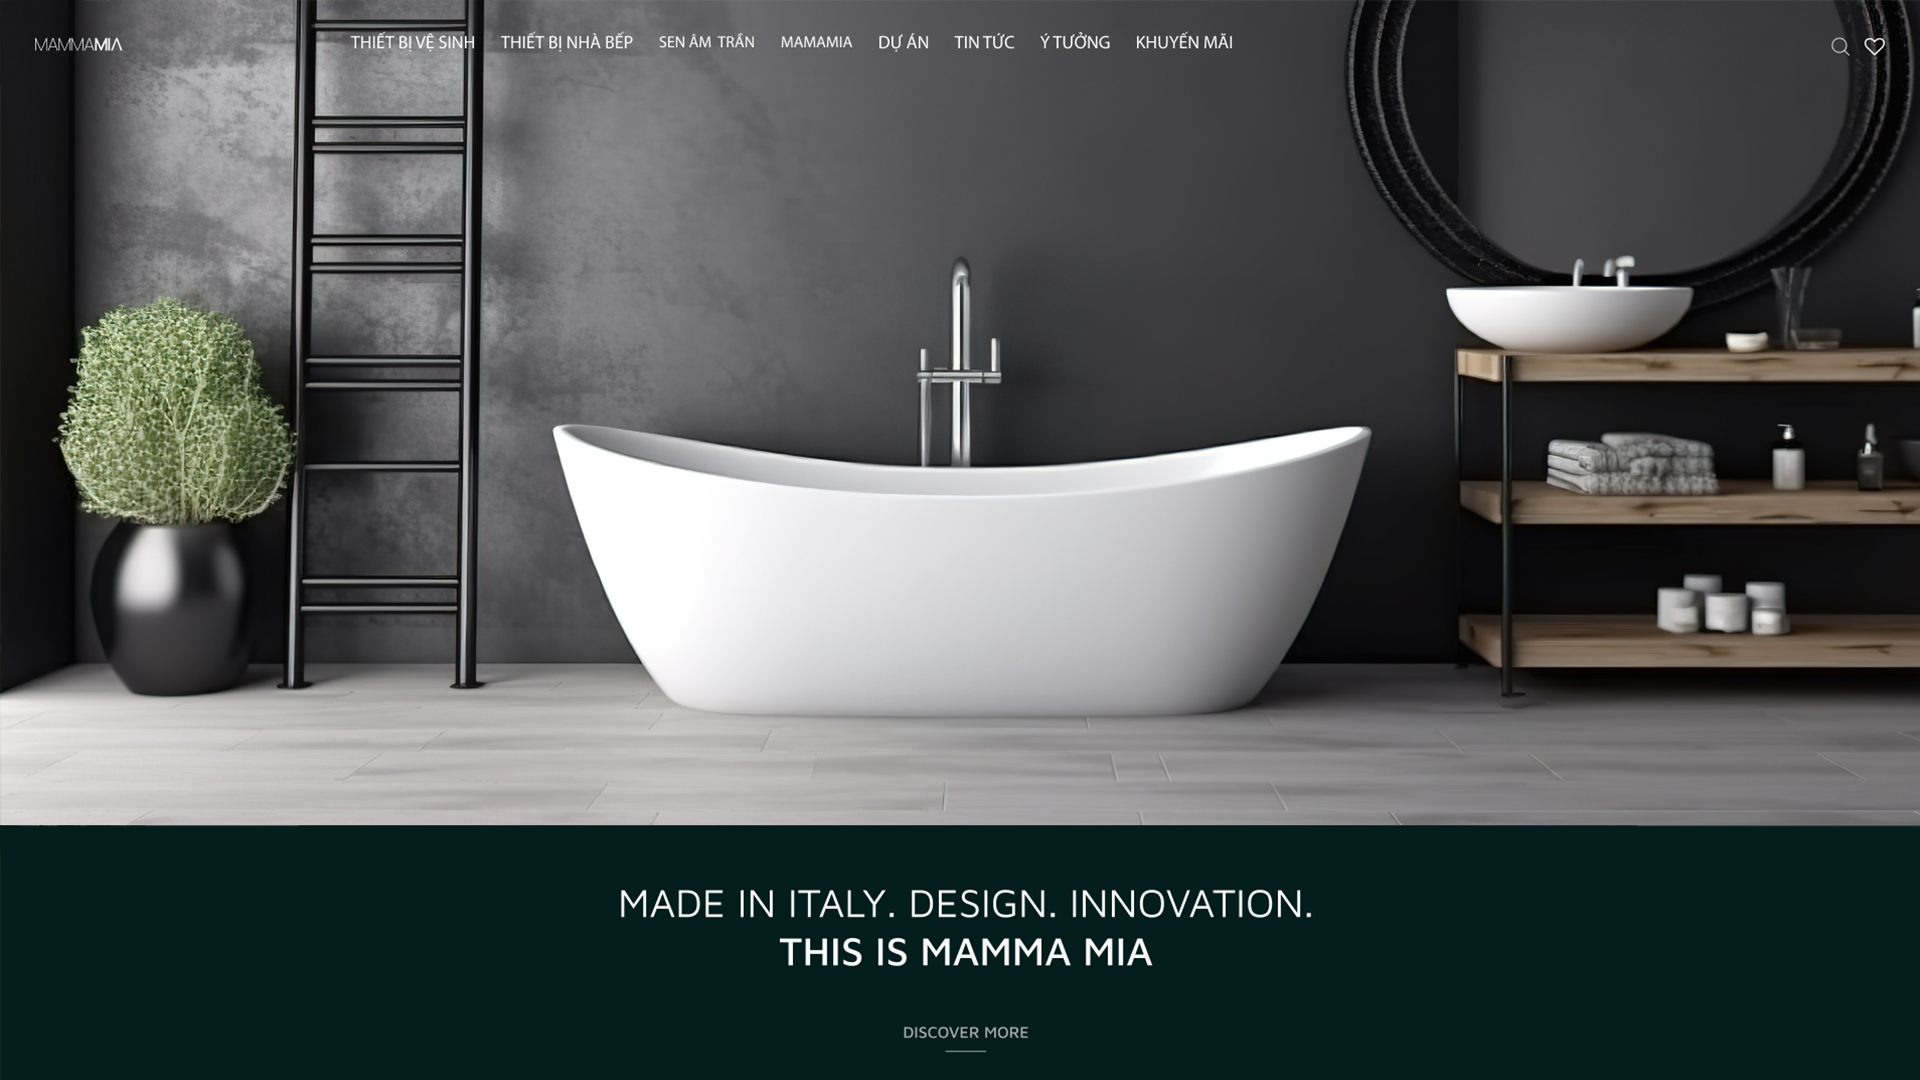 MAMMAMIA
THIẾT BỊ VỆ SINH THIẾT BỊ NHÀ BẾP SEN ÂM TRẦN MAMAMIA DỰ ÁN TIN TỨC Ý TƯỞNG KHUYẾN MÃI
MADE IN ITALY. DESIGN. INNOVATION.
THIS IS MAMMA MIA
DISCOVER MORE